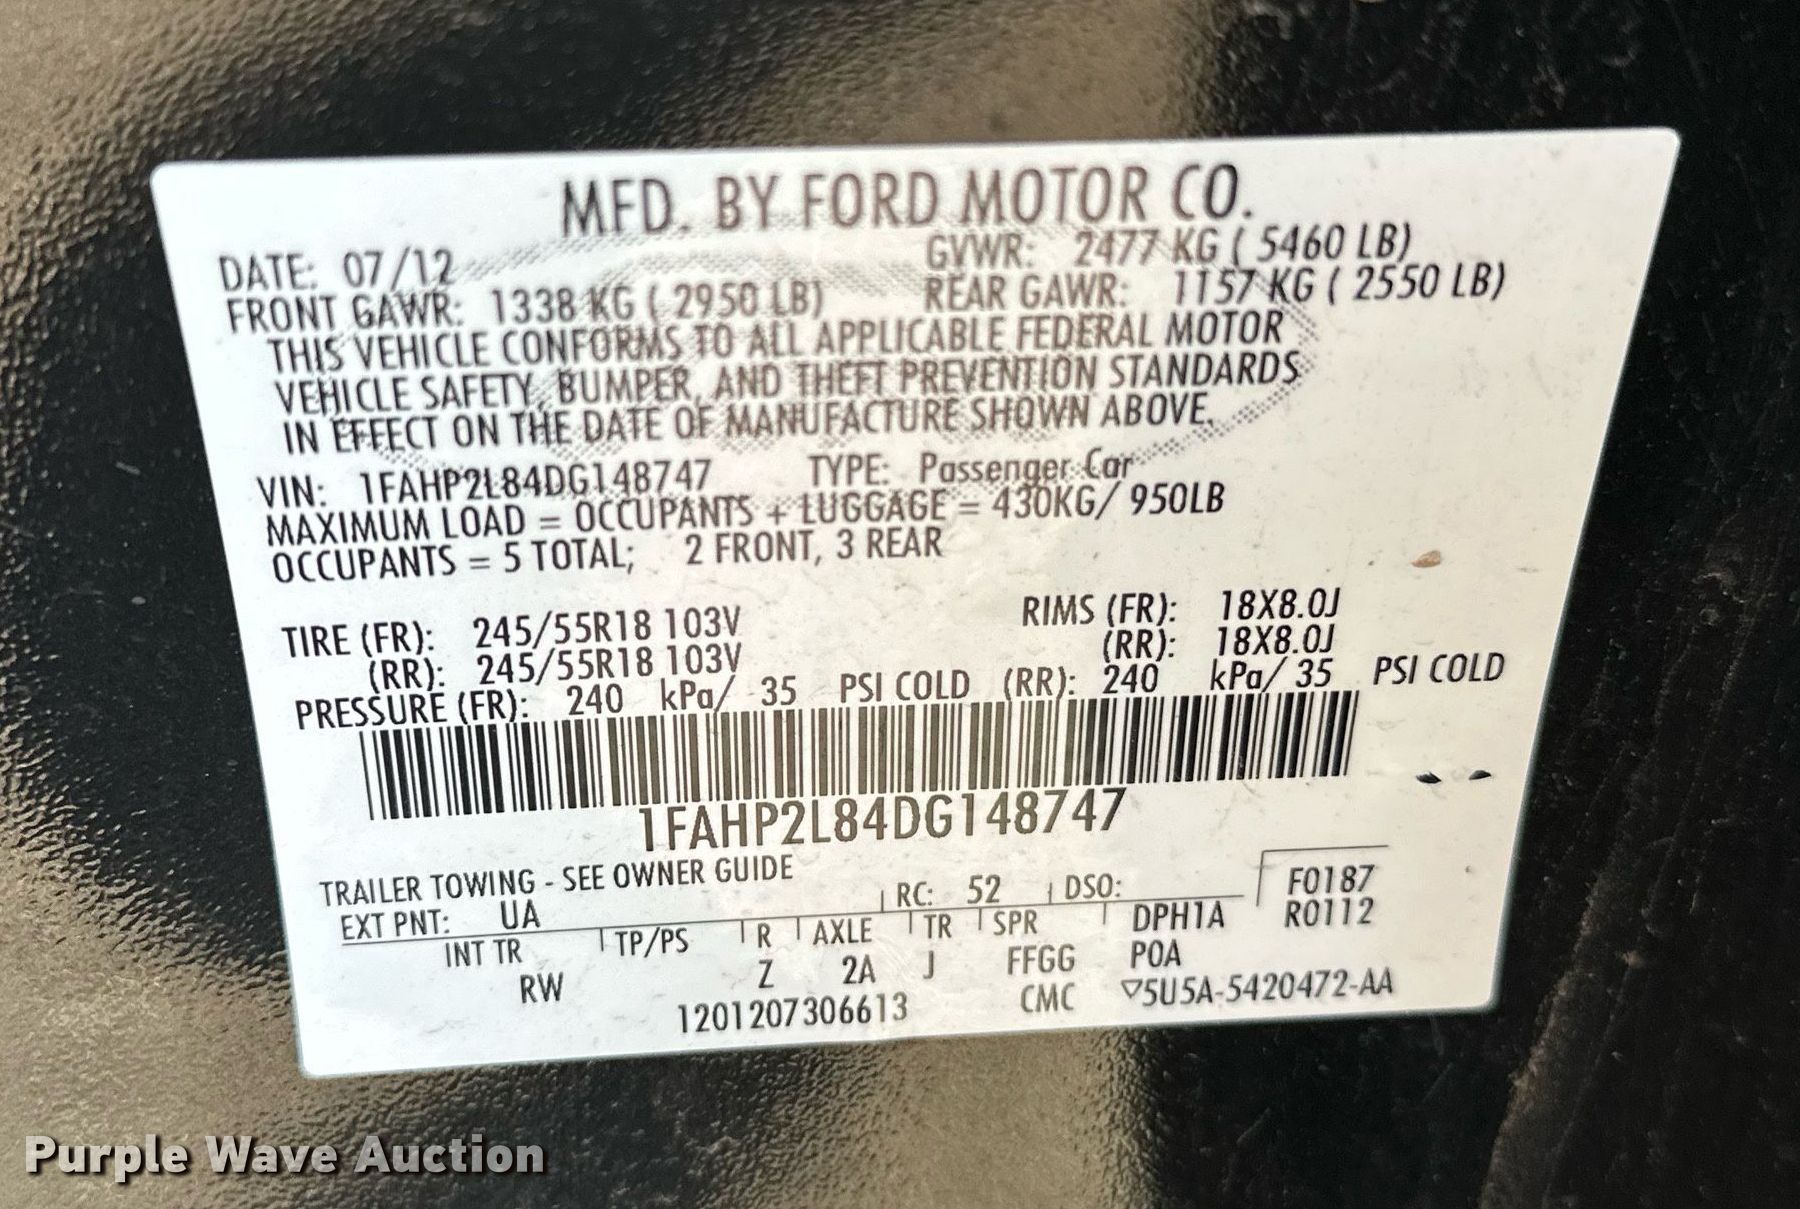 MFD. BY FORD MOTOR CO.
DATE: 07/12 GVWR: 2477 KG ( 5460 LB)
FRONT GAWR: 1338 KG ( 2950 LB) REAR GAWR: 1157 KG ( 2550 LB)
THIS VEHICLE CONFORMS TO ALL APPLICABLE FEDERAL MOTOR
VEHICLE SAFETY, BUMPER, AND THEFT PREVENTION STANDARDS
IN EFFECT ON THE DATE OF MANUFACTURE SHOWN ABOVE.
VIN: 1FAHP2L84DG148747 TYPE: Passenger Car
MAXIMUM LOAD = OCCUPANTS + LUGGAGE = 430KG/ 950LB
OCCUPANTS = 5 TOTAL; 2 FRONT, 3 REAR
TIRE (FR): 245/55R18 103V RIMS (FR): 18X8.0J
(RR): 245/55R18 103V (RR): 18X8.0J
PRESSURE (FR): 240 kPa/ 35 PSI COLD (RR): 240 kPa/ 35 PSI COLD
1FAHP2L84DG148747
TRAILER TOWING - SEE OWNER GUIDE
EXT PNT: UA RC: 52 DSO: F0187
INT TR TP/PS R AXLE TR SPR DPH1A R0112
RW Z 2A J FFGG POA
1201207306613 CMC ▽5U5A-5420472-AA
Purple Wave Auction